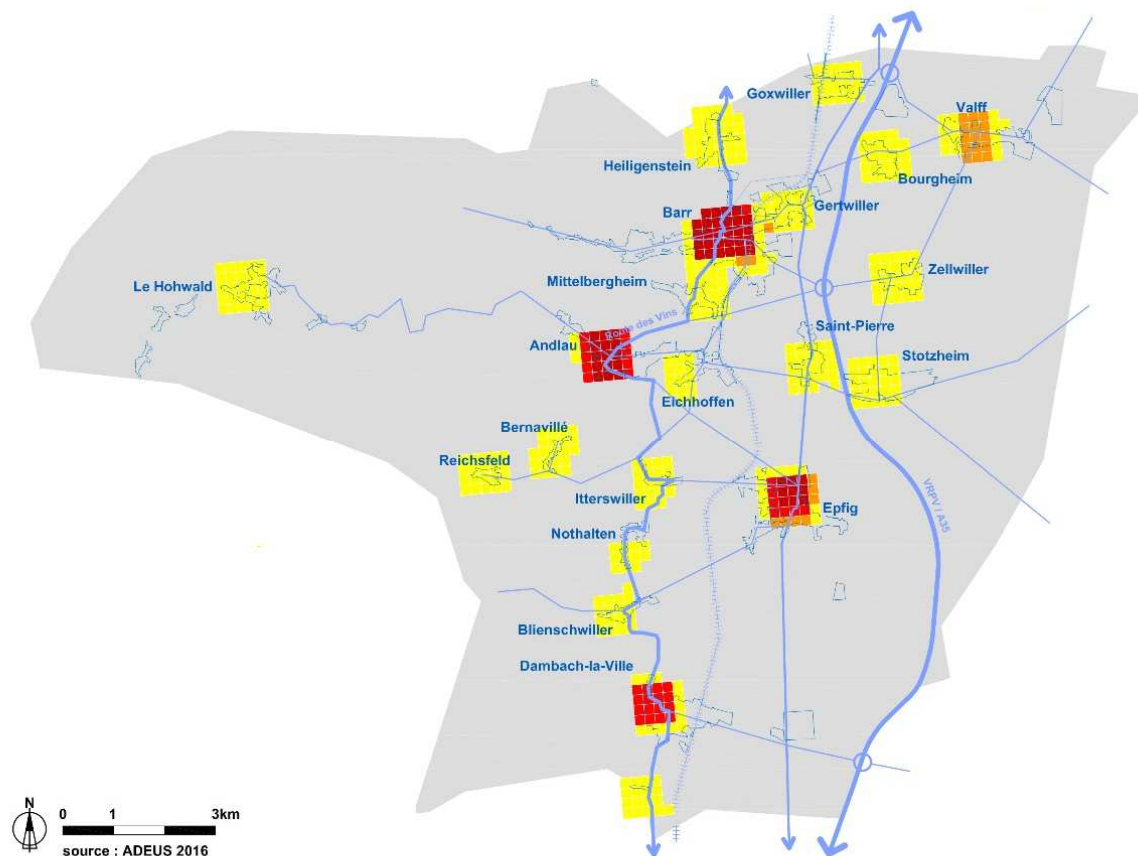 Goxwiller
Valff
Heiligenstein
Bourgheim
Barr
Gertwiller
Le Hohwald
Mittelbergheim
Zellwiller
Route des Vins
Saint-Pierre
Andlau
Stotzheim
Eichhoffen
Bernavillé
Reichsfeld
Itterswiller
Epfig
VRPV / A35
Nothalten
Blienschwiller
Dambach-la-Ville
N
0 1 3km
source : ADEUS 2016